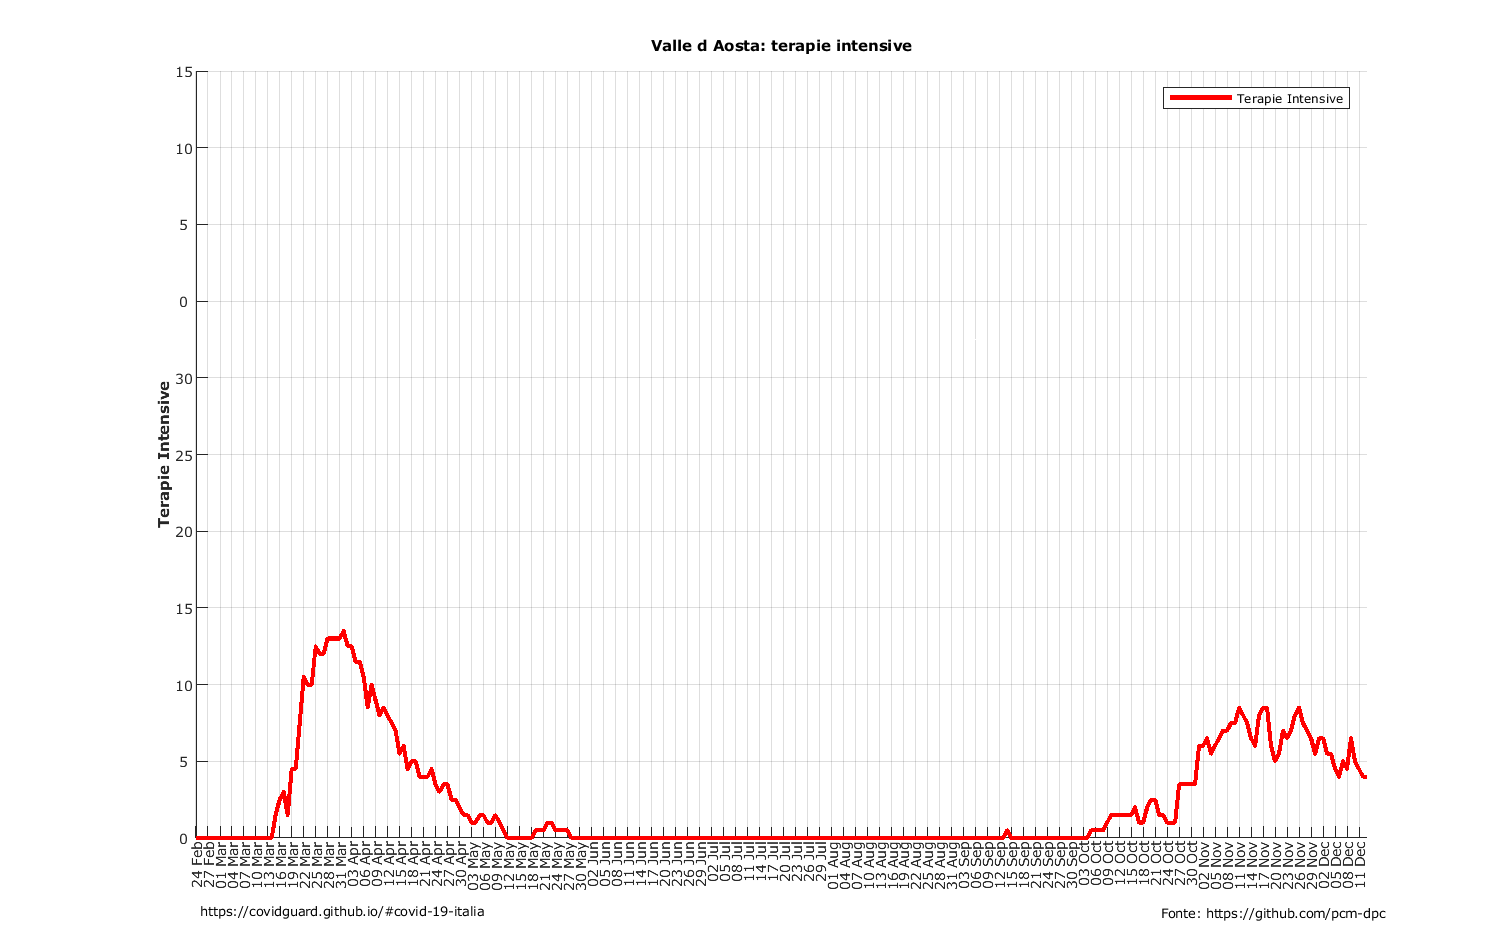 Valle d Aosta: terapie intensive
Terapie Intensive
15
10
5
0
30
25
20
15
10
5
0
Terapie Intensive
24 Feb
27 Feb
01 Mar
04 Mar
07 Mar
10 Mar
13 Mar
16 Mar
19 Mar
22 Mar
25 Mar
28 Mar
31 Mar
03 Apr
06 Apr
09 Apr
12 Apr
15 Apr
18 Apr
21 Apr
24 Apr
27 Apr
30 Apr
03 May
06 May
09 May
12 May
15 May
18 May
21 May
24 May
27 May
30 May
02 Jun
05 Jun
08 Jun
11 Jun
14 Jun
17 Jun
20 Jun
23 Jun
26 Jun
29 Jun
02 Jul
05 Jul
08 Jul
11 Jul
14 Jul
17 Jul
20 Jul
23 Jul
26 Jul
29 Jul
01 Aug
04 Aug
07 Aug
10 Aug
13 Aug
16 Aug
19 Aug
22 Aug
25 Aug
28 Aug
31 Aug
03 Sep
06 Sep
09 Sep
12 Sep
15 Sep
18 Sep
21 Sep
24 Sep
27 Sep
30 Sep
03 Oct
06 Oct
09 Oct
12 Oct
15 Oct
18 Oct
21 Oct
24 Oct
27 Oct
30 Oct
02 Nov
05 Nov
08 Nov
11 Nov
14 Nov
17 Nov
20 Nov
23 Nov
26 Nov
29 Nov
02 Dec
05 Dec
08 Dec
11 Dec
https://covidguard.github.io/#covid-19-italia
Fonte: https://github.com/pcm-dpc